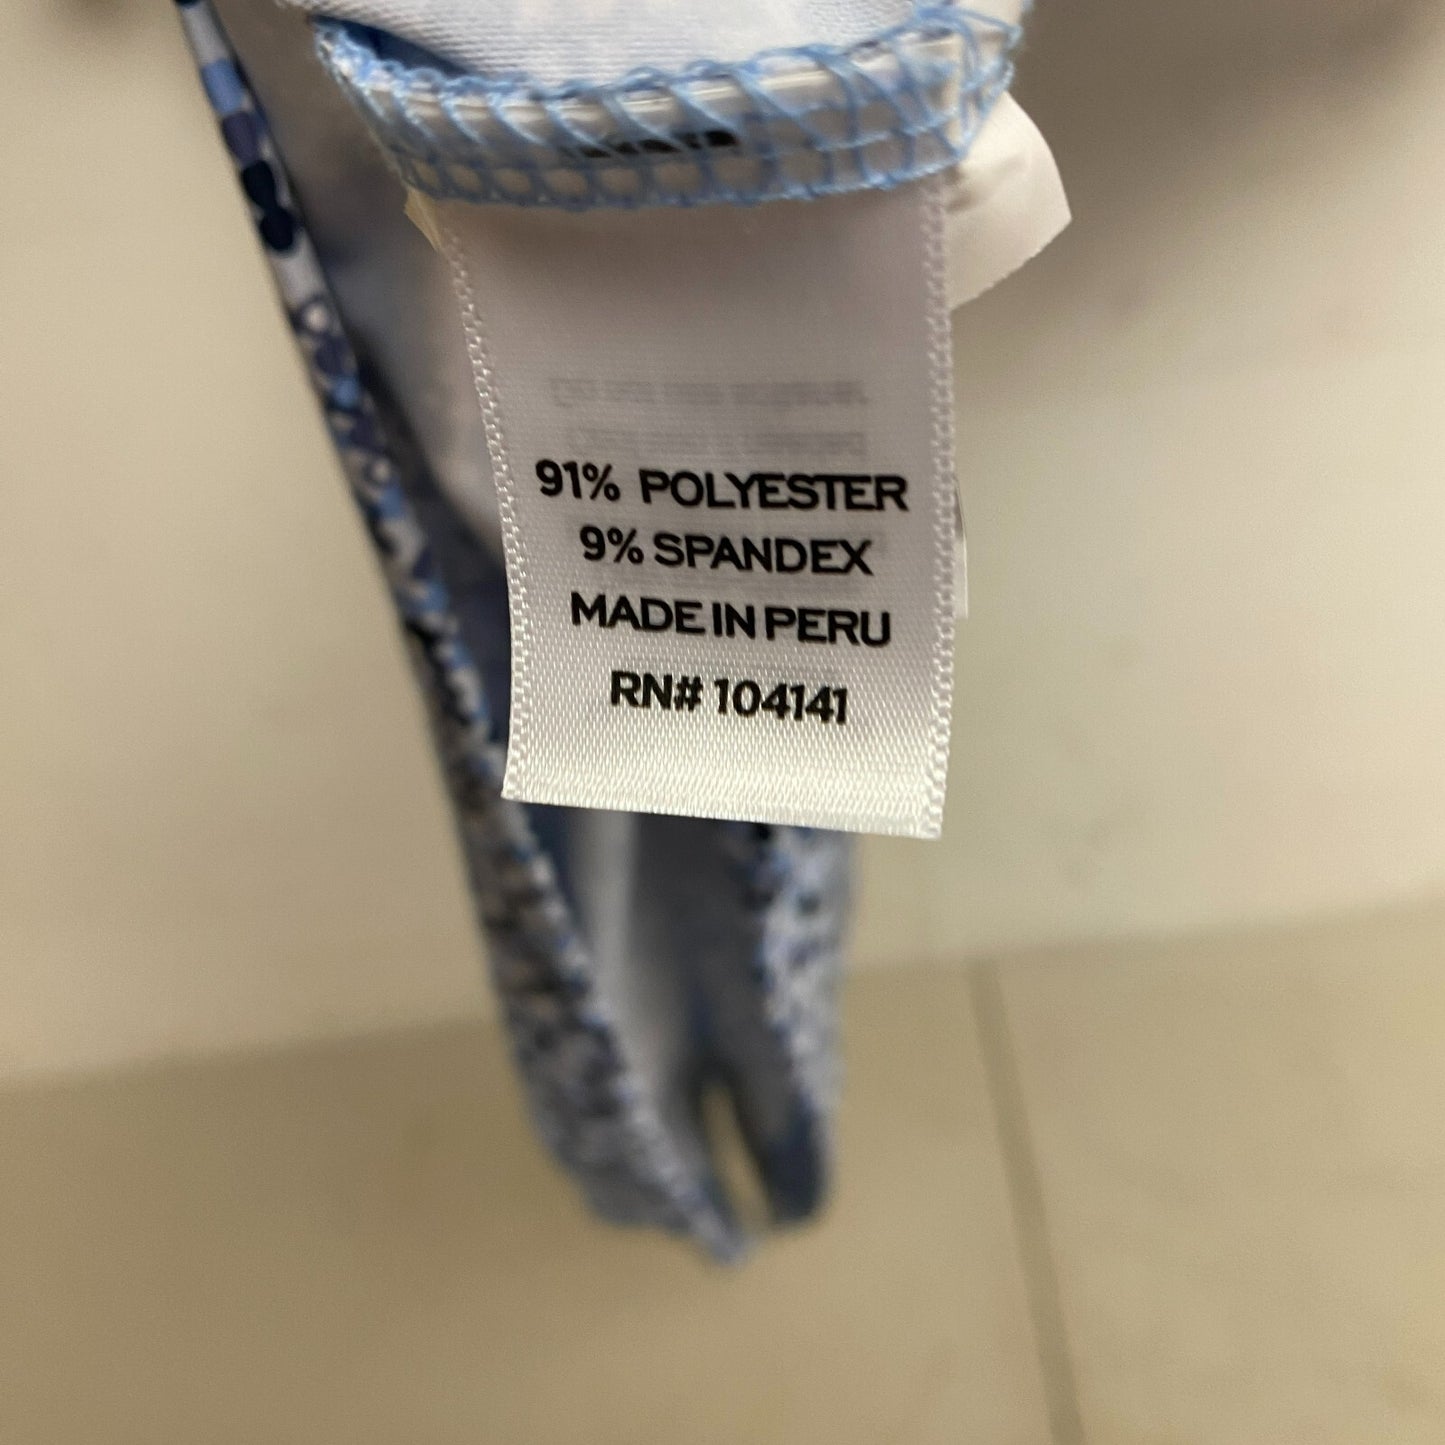 91% POLYESTER
9% SPANDEX
MADE IN PERU
RN# 104141